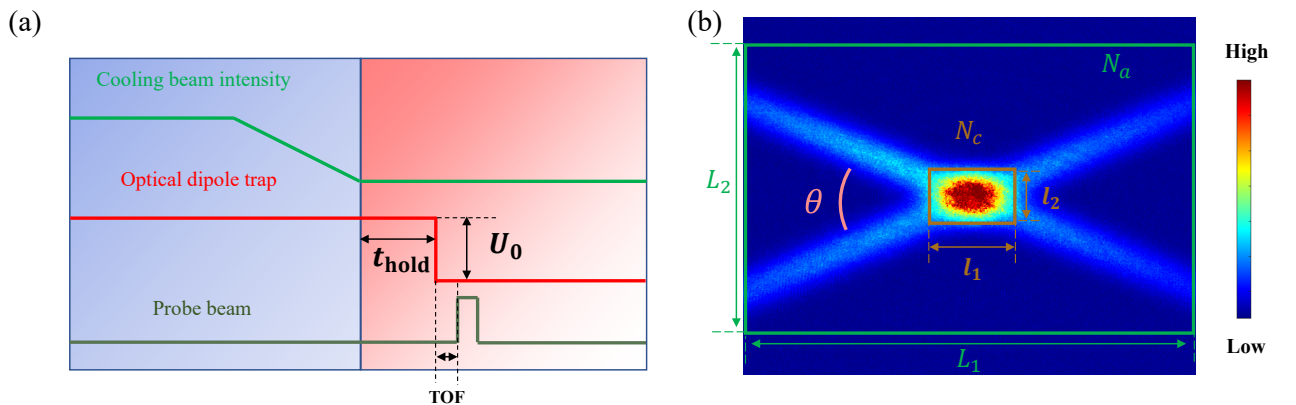 (a)
Cooling beam intensity
Optical dipole trap
t_hold
U_0
Probe beam
TOF
(b)
N_a
N_c
L_2
θ
l_2
l_1
L_1
High
Low